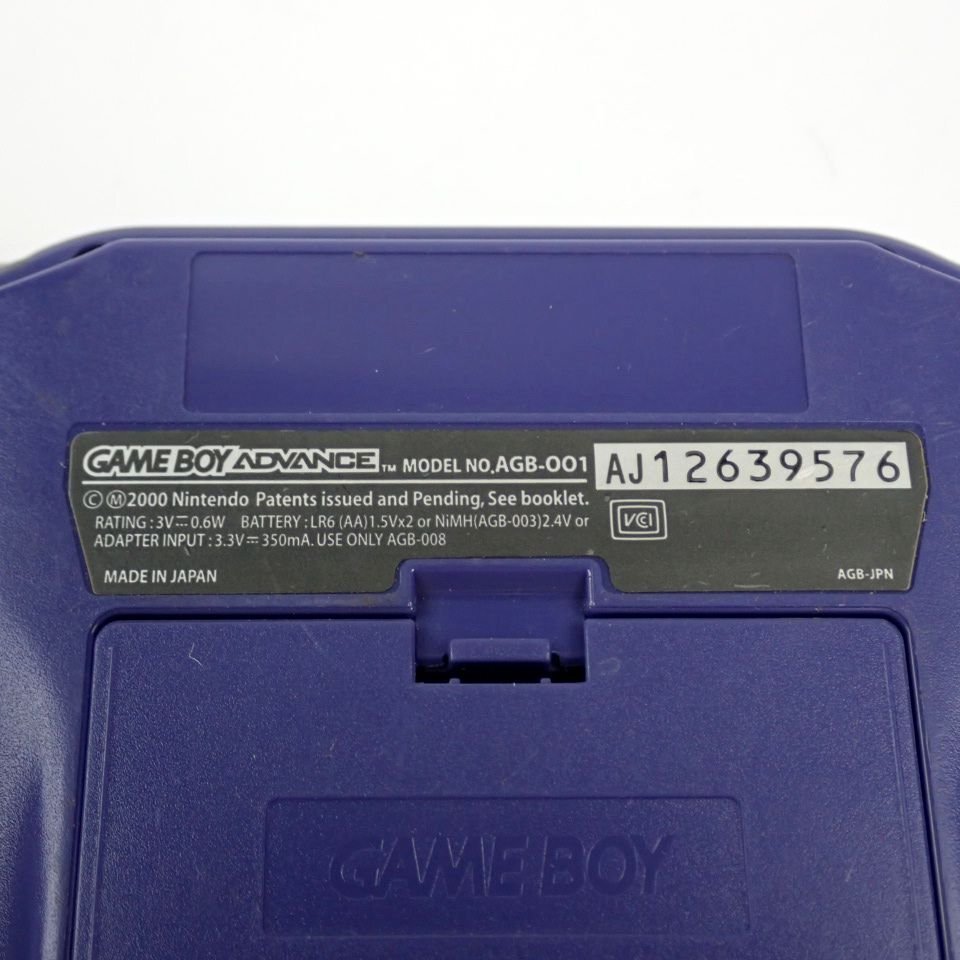 GAME BOY ADVANCE™ MODEL NO.AGB-001 AJ12639576
© Ⓜ2000 Nintendo Patents issued and Pending, See booklet.
RATING : 3V⎓0.6W BATTERY : LR6 (AA)1.5Vx2 or NiMH(AGB-003)2.4V or
ADAPTER INPUT : 3.3V⎓350mA. USE ONLY AGB-008
VCI
MADE IN JAPAN
AGB-JPN
GAME BOY